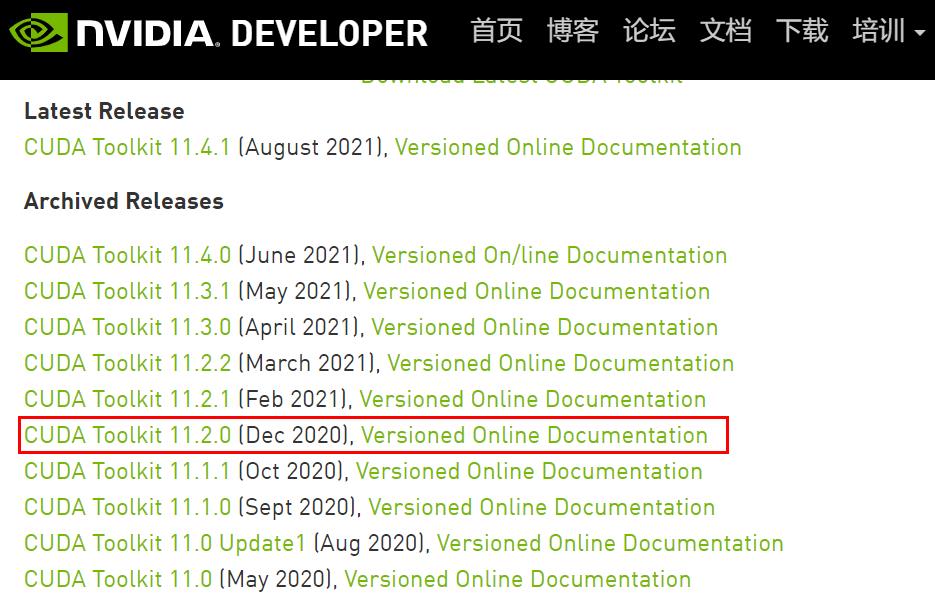 NVIDIA. DEVELOPER 首页 博客 论坛 文档 下载 培训
Download Latest CUDA Toolkit
Latest Release
CUDA Toolkit 11.4.1 (August 2021), Versioned Online Documentation
Archived Releases
CUDA Toolkit 11.4.0 (June 2021), Versioned On/line Documentation
CUDA Toolkit 11.3.1 (May 2021), Versioned Online Documentation
CUDA Toolkit 11.3.0 (April 2021), Versioned Online Documentation
CUDA Toolkit 11.2.2 (March 2021), Versioned Online Documentation
CUDA Toolkit 11.2.1 (Feb 2021), Versioned Online Documentation
CUDA Toolkit 11.2.0 (Dec 2020), Versioned Online Documentation
CUDA Toolkit 11.1.1 (Oct 2020), Versioned Online Documentation
CUDA Toolkit 11.1.0 (Sept 2020), Versioned Online Documentation
CUDA Toolkit 11.0 Update1 (Aug 2020), Versioned Online Documentation
CUDA Toolkit 11.0 (May 2020), Versioned Online Documentation